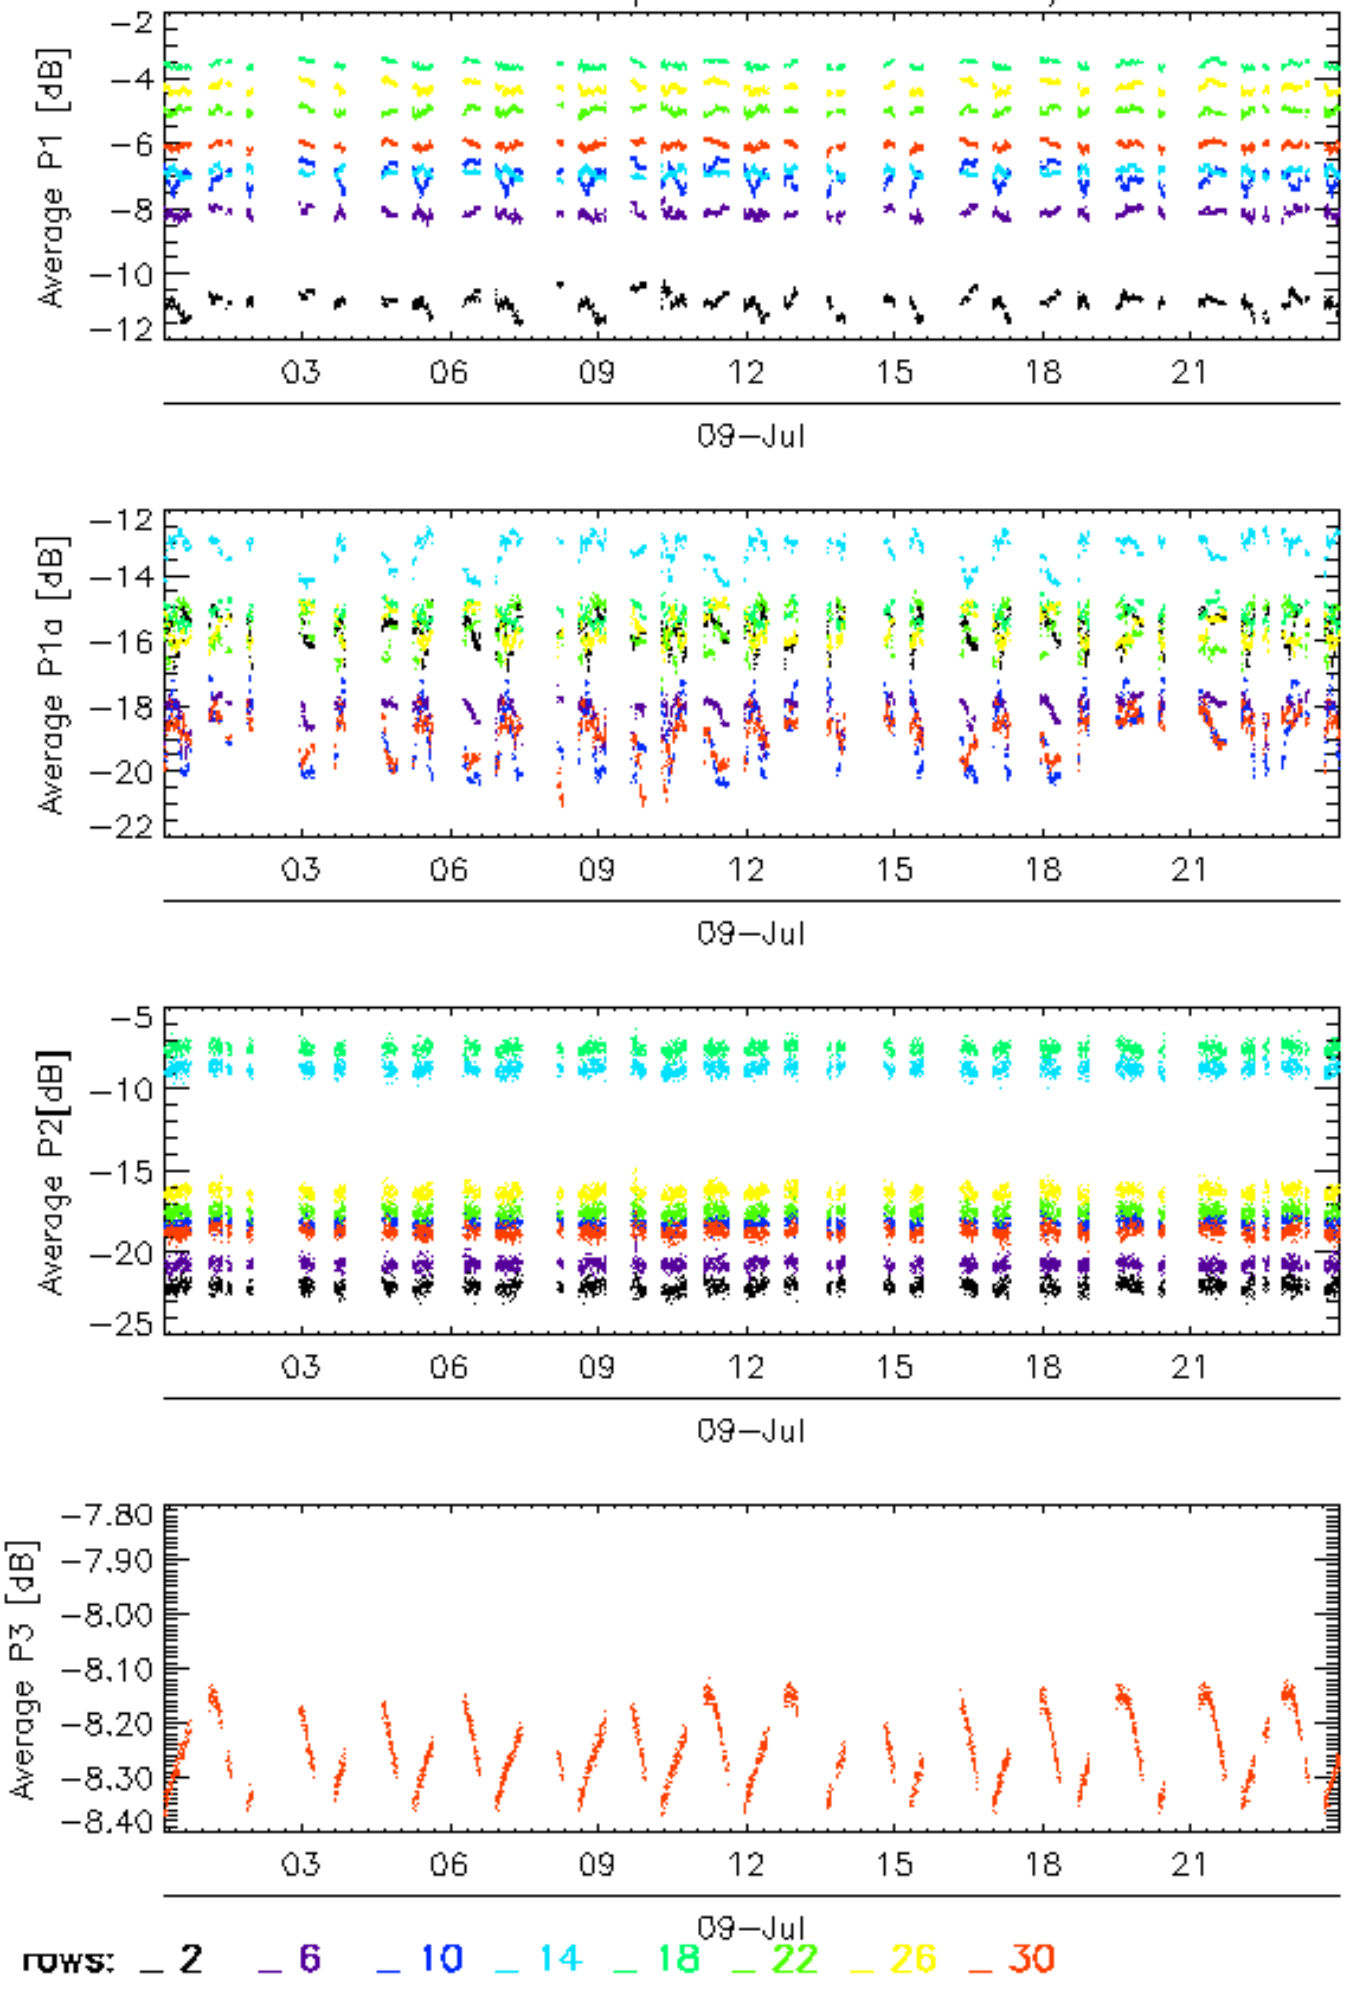 Average P1 [dB]
−2
−4
−6
−8
−10
−12
03 06 09 12 15 18 21
09−Jul
Average P1a [dB]
−12
−14
−16
−18
−20
−22
03 06 09 12 15 18 21
09−Jul
Average P2[dB]
−5
−10
−15
−20
−25
03 06 09 12 15 18 21
09−Jul
Average P3 [dB]
−7.80
−7.90
−8.00
−8.10
−8.20
−8.30
−8.40
03 06 09 12 15 18 21
09−Jul
rows: _ 2 _ 6 _ 10 _ 14 _ 18 _ 22 _ 26 _ 30